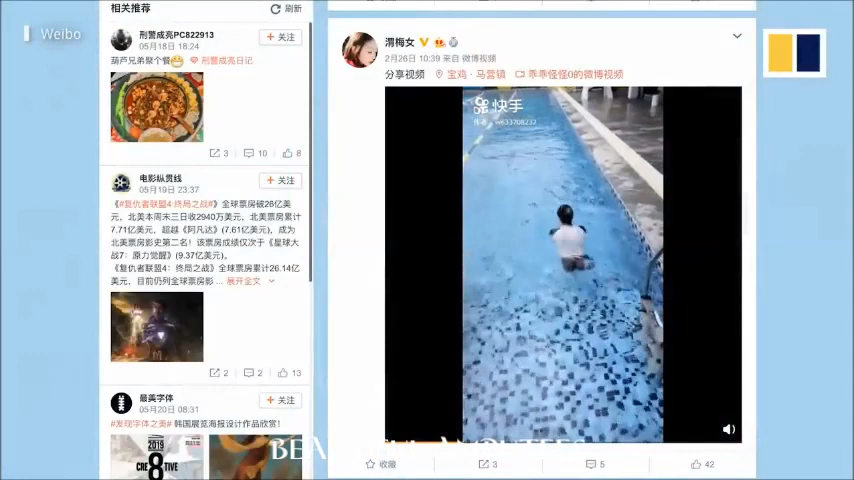 Weibo
相关推荐
刷新
刑警成亮PC822913
05月18日 18:24
+ 关注
葫芦兄弟聚个餐 刑警成亮日记
3 10 8
电影纵贯线
05月19日 23:37
+ 关注
《#复仇者联盟4 终局之战#》全球票房破26亿美
元，北美本周末三日收2940万美元，北美票房累计
7.71亿美元，超越《阿凡达》(7.61亿美元)，成为
北美票房影史第二名！该票房成绩仅次于《星球大
战7：原力觉醒》(9.37亿美元)。
《复仇者联盟4：终局之战》全球票房累计26.14亿
美元，目前仍列全球票房影 ... 展开全文
2 2 13
最美字体
05月20日 08:31
+ 关注
#发现字体之美# 韩国展览海报设计作品欣赏！
2019
CRE8TIVE
渭梅女
2月26日 10:39 来自 微博视频
分享视频 宝鸡·马营镇 乖乖怪怪0的微博视频
快手
收藏 3 5 42